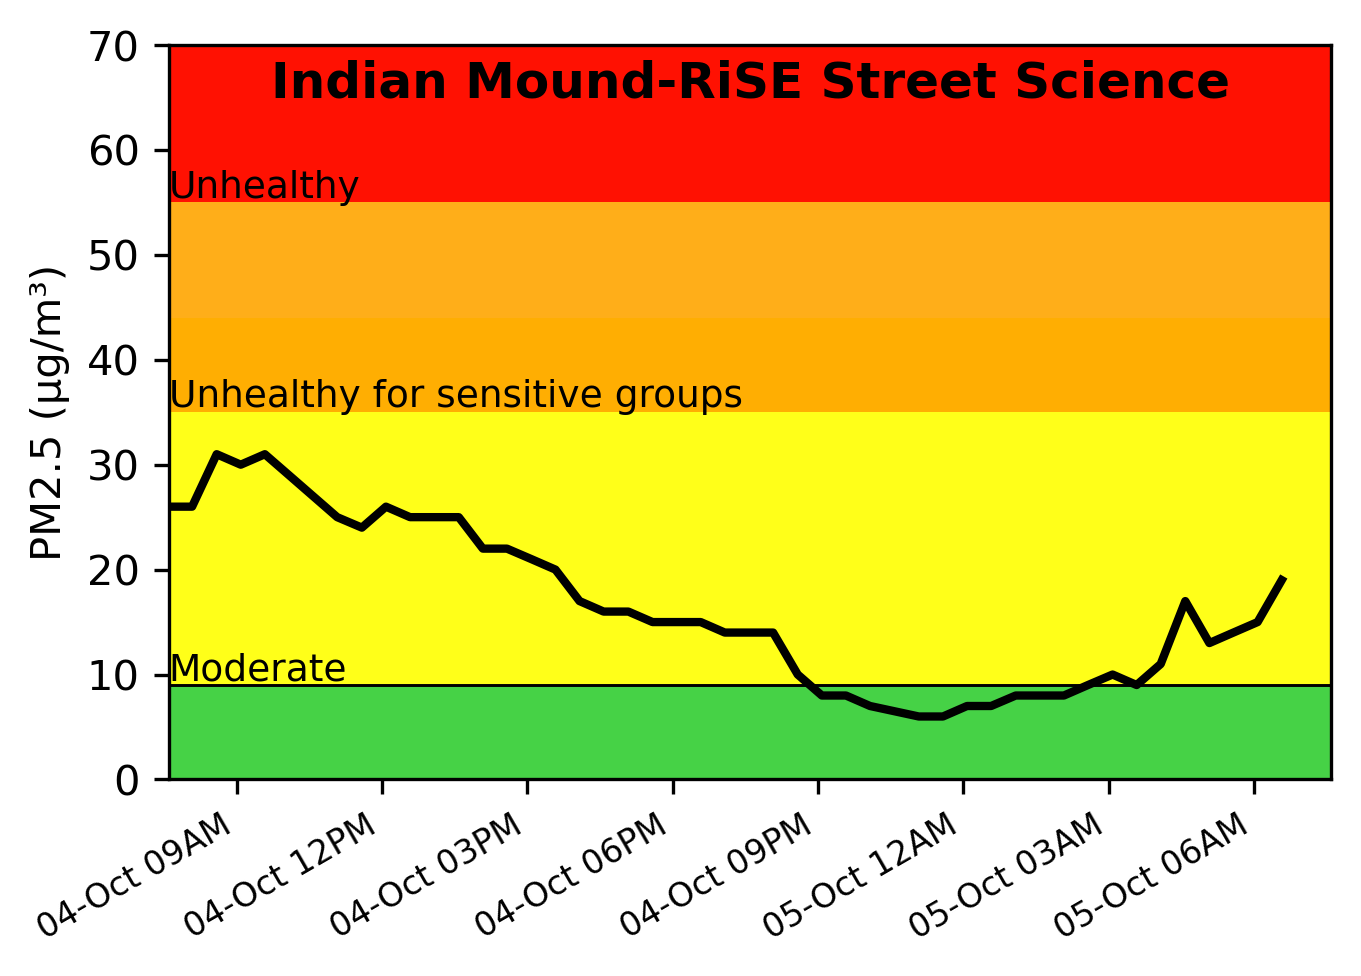 Indian Mound-RiSE Street Science
PM2.5 (µg/m³)
70
60
50
40
30
20
10
0
Unhealthy
Unhealthy for sensitive groups
Moderate
04-Oct 09AM
04-Oct 12PM
04-Oct 03PM
04-Oct 06PM
04-Oct 09PM
05-Oct 12AM
05-Oct 03AM
05-Oct 06AM